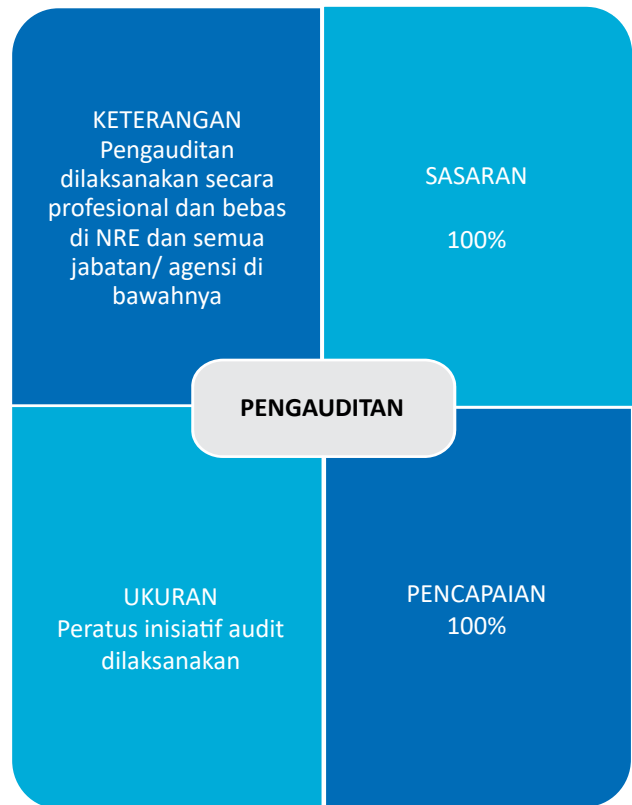 KETERANGAN
Pengauditan
dilaksanakan secara
profesional dan bebas
di NRE dan semua
jabatan/ agensi di
bawahnya
SASARAN
100%
PENGAUDITAN
UKURAN
Peratus inisiatif audit
dilaksanakan
PENCAPAIAN
100%